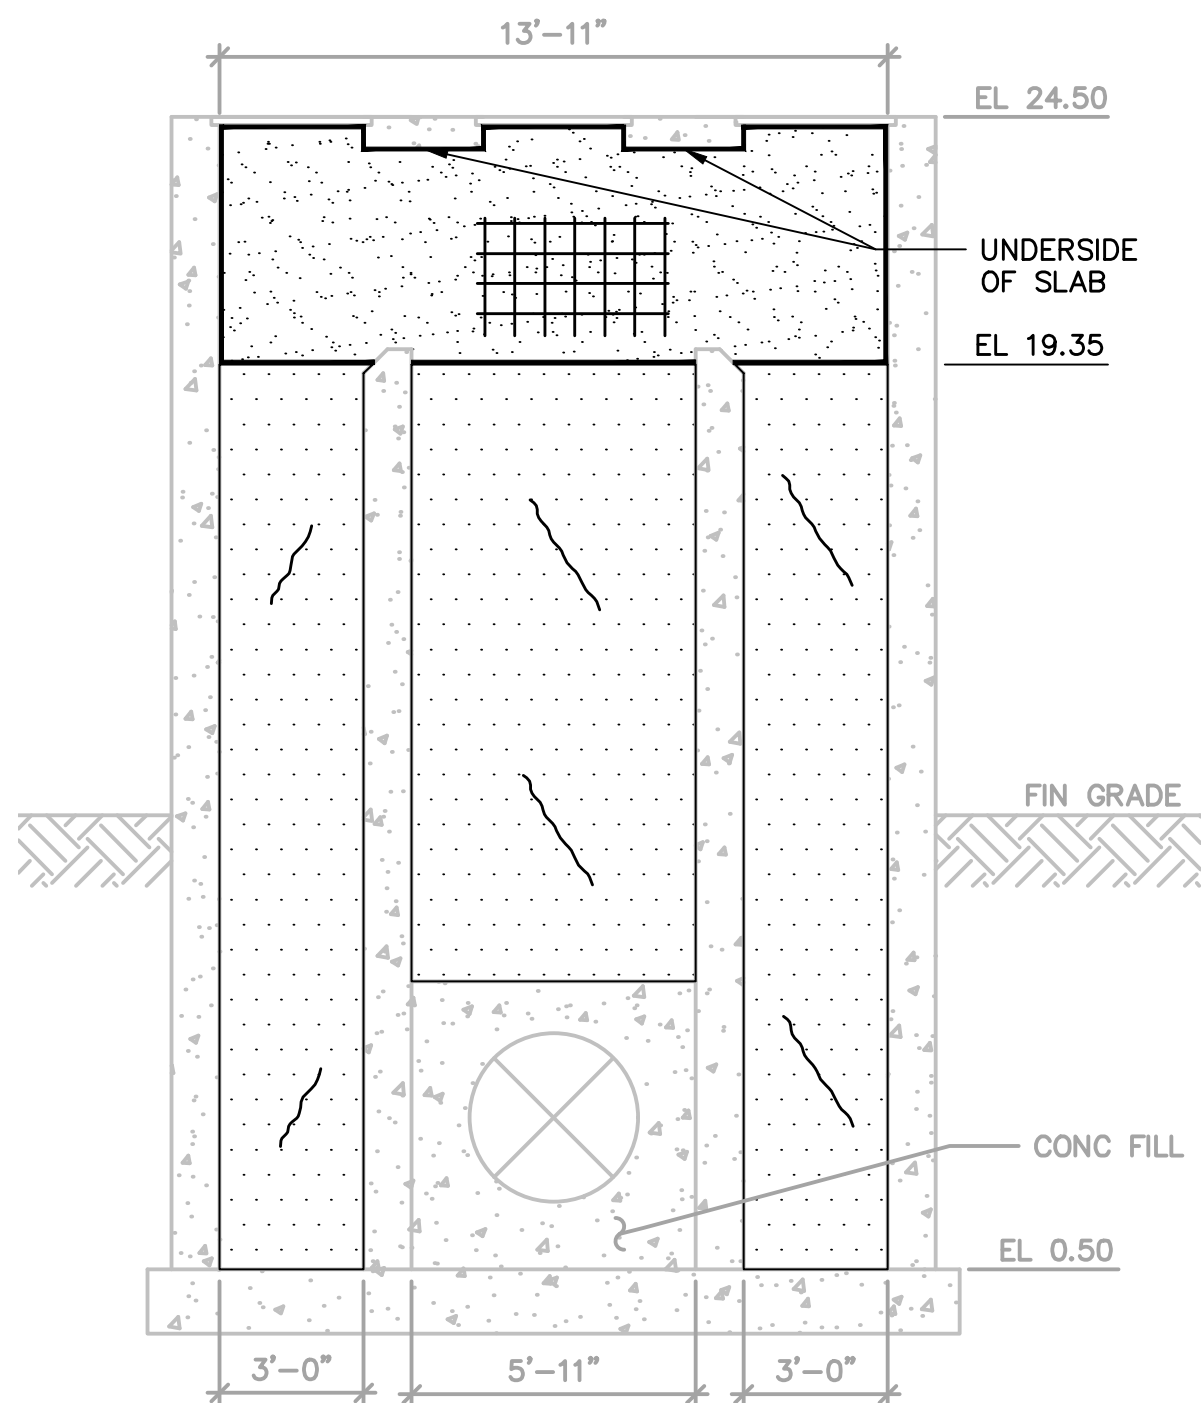 13'-11"
EL 24.50
UNDERSIDE
OF SLAB
EL 19.35
FIN GRADE
CONC FILL
EL 0.50
3'-0"
5'-11"
3'-0"